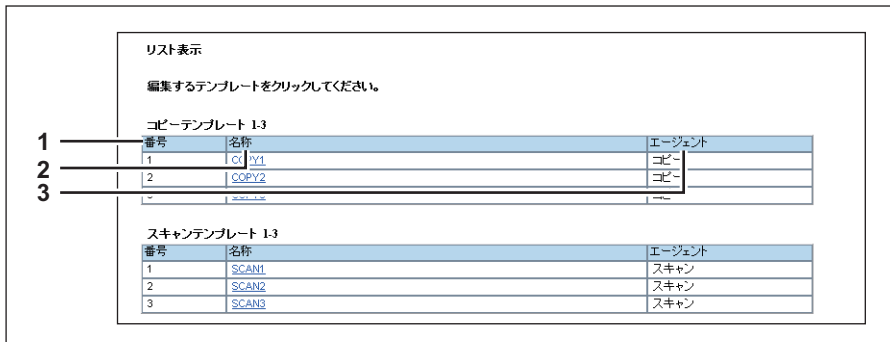 リスト表示
編集するテンプレートをクリックしてください。
コピーテンプレート 1-3
1 番号 名称 エージェント
1 COPY1 コピー
2
2 COPY2 コピー
3
3 COPY3 コピー
スキャンテンプレート 1-3
番号 名称 エージェント
1 SCAN1 スキャン
2 SCAN2 スキャン
3 SCAN3 スキャン